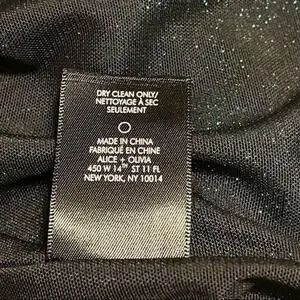 DRY CLEAN ONLY/
NETTOYAGE À SEC
SEULEMENT
MADE IN CHINA
FABRIQUÉ EN CHINE
ALICE + OLIVIA
450 W 14TH ST 11 FL
NEW YORK, NY 10014